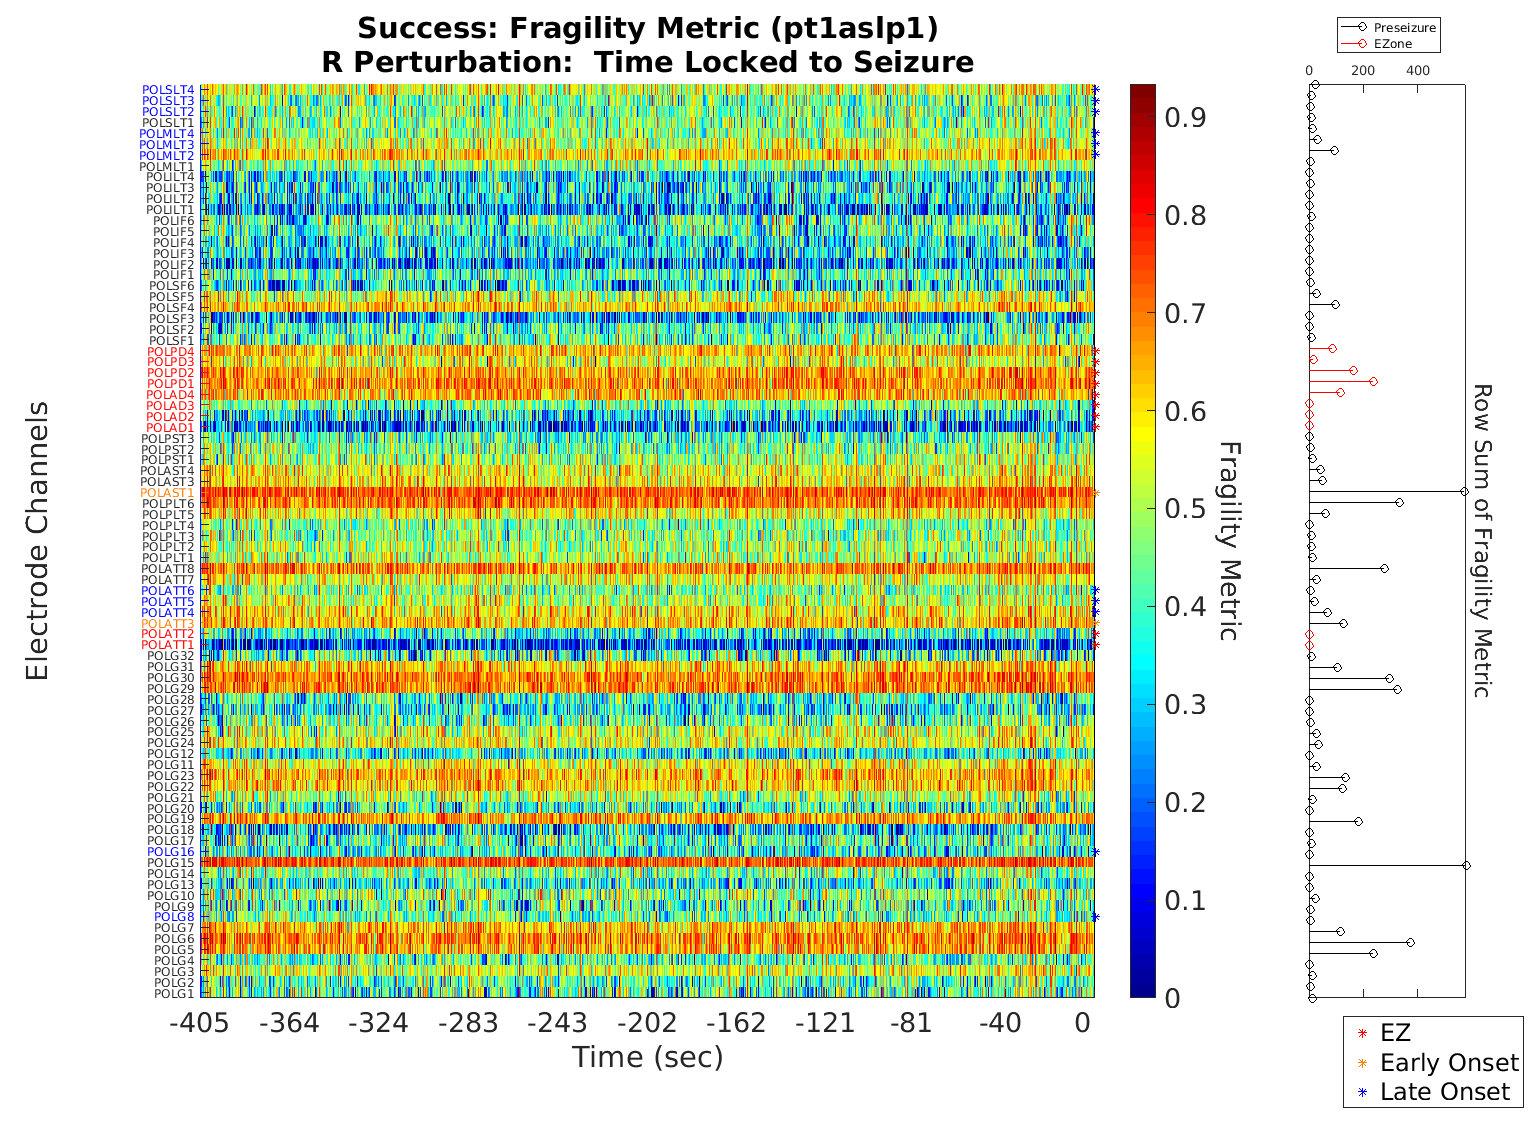 Success: Fragility Metric (pt1aslp1)
R Perturbation:  Time Locked to Seizure
Preseizure
EZone
0 200 400
POLSLT4
POLSLT3
POLSLT2
POLSLT1
POLMLT4
POLMLT3
POLMLT2
POLMLT1
POLILT4
POLILT3
POLILT2
POLILT1
POLIF6
POLIF5
POLIF4
POLIF3
POLIF2
POLIF1
POLSF6
POLSF5
POLSF4
POLSF3
POLSF2
POLSF1
POLPD4
POLPD3
POLPD2
POLPD1
POLAD4
POLAD3
POLAD2
POLAD1
POLPST3
POLPST2
POLPST1
POLAST4
POLAST3
POLAST1
POLPLT6
POLPLT5
POLPLT4
POLPLT3
POLPLT2
POLPLT1
POLATT8
POLATT7
POLATT6
POLATT5
POLATT4
POLATT3
POLATT2
POLATT1
POLG32
POLG31
POLG30
POLG29
POLG28
POLG27
POLG26
POLG25
POLG24
POLG12
POLG11
POLG23
POLG22
POLG21
POLG20
POLG19
POLG18
POLG17
POLG16
POLG15
POLG14
POLG13
POLG10
POLG9
POLG8
POLG7
POLG6
POLG5
POLG4
POLG3
POLG2
POLG1
Electrode Channels
-405 -364 -324 -283 -243 -202 -162 -121 -81 -40 0
Time (sec)
0.9
0.8
0.7
0.6
0.5
0.4
0.3
0.2
0.1
0
Fragility Metric
Row Sum of Fragility Metric
EZ
Early Onset
Late Onset